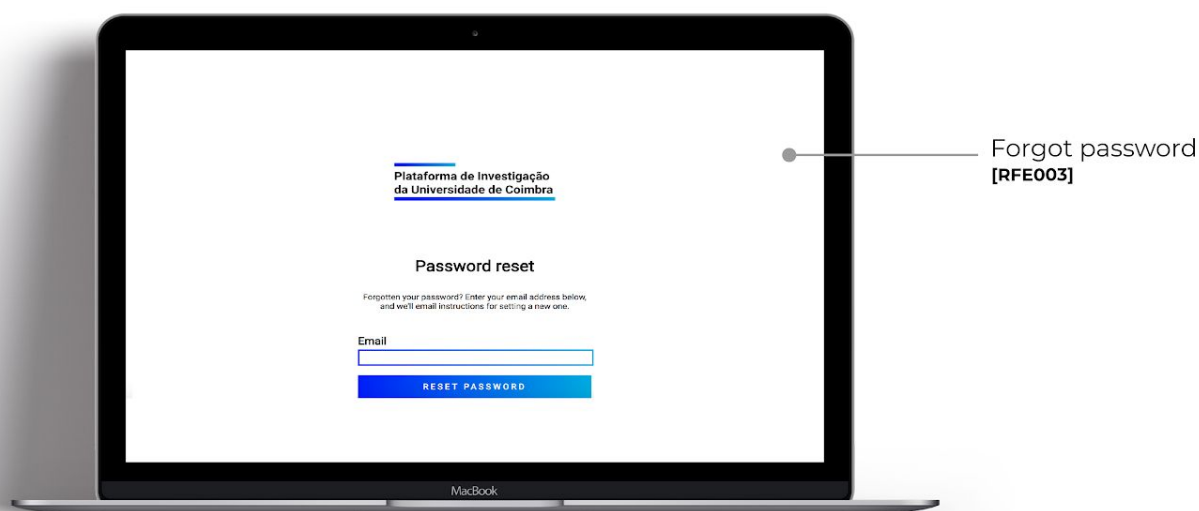 Plataforma de Investigação
da Universidade de Coimbra
Password reset
Forgotten your password? Enter your email address below,
and we'll email instructions for setting a new one.
Email
RESET PASSWORD
MacBook
Forgot password
[RFE003]